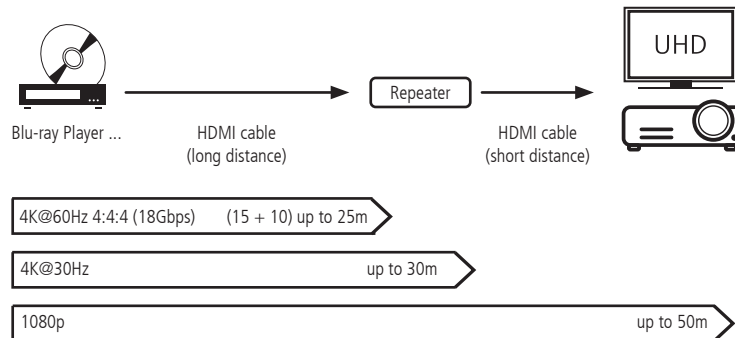 UHD
Repeater
Blu-ray Player ...
HDMI cable
(long distance)
HDMI cable
(short distance)
4K@60Hz 4:4:4 (18Gbps) (15 + 10) up to 25m
4K@30Hz up to 30m
1080p up to 50m